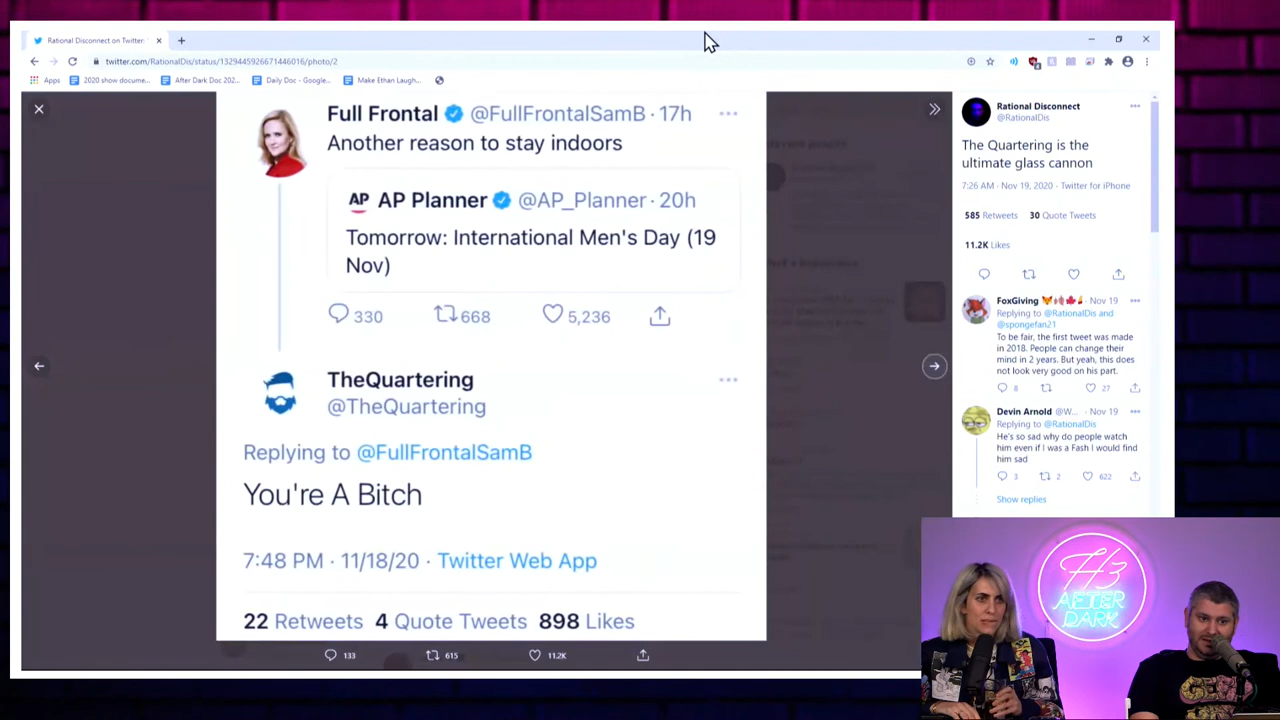 Rational Disconnect on Twitter: "
twitter.com/RationalDis/status/1329445926671446016/photo/2
Apps
2020 show docume...
After Dark Doc 202...
Daily Doc - Google...
Make Ethan Laugh...
Full Frontal @FullFrontalSamB · 17h
Another reason to stay indoors
AP
AP Planner @AP_Planner · 20h
Tomorrow: International Men's Day (19
Nov)
330
668
5,236
TheQuartering
@TheQuartering
Replying to @FullFrontalSamB
You're A Bitch
7:48 PM · 11/18/20 · Twitter Web App
22 Retweets 4 Quote Tweets 898 Likes
133
615
11.2K
Rational Disconnect
@RationalDis
The Quartering is the
ultimate glass cannon
7:26 AM · Nov 19, 2020 · Twitter for iPhone
585 Retweets 30 Quote Tweets
11.2K Likes
FoxGiving · Nov 19
Replying to @RationalDis and
@spongefan21
To be fair, the first tweet was made
in 2018. People can change their
mind in 2 years. But yeah, this does
not look very good on his part.
8
27
Devin Arnold @W... · Nov 19
Replying to @RationalDis
He's so sad why do people watch
him even if I was a Fash I would find
him sad
3
2
622
Show replies
H3
AFTER
DARK